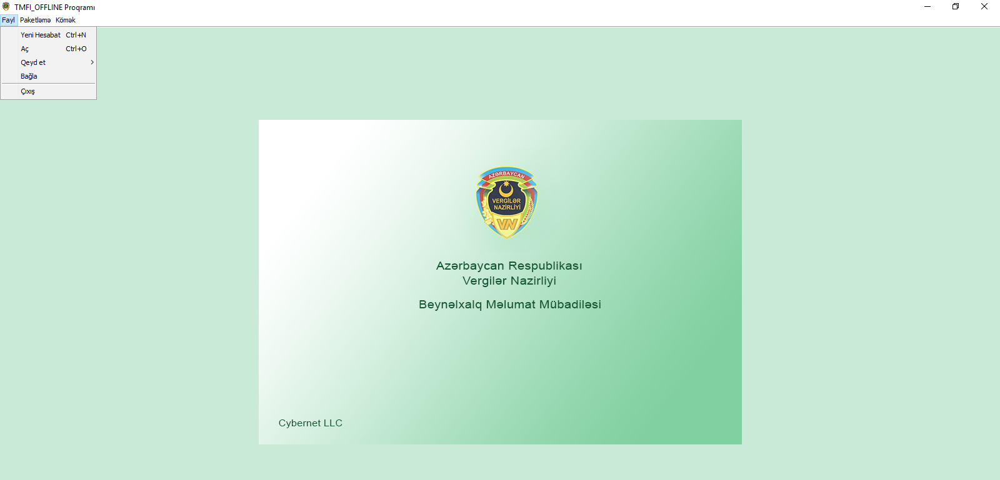 TMFI_OFFLINE Proqramı
Fayl Paketləmə Kömək
Yeni Hesabat Ctrl+N
Aç Ctrl+O
Qeyd et
Bağla
Çıxış
AZƏRBAYCAN
VERGİLƏR
NAZİRLİYİ
VN
Azərbaycan Respublikası
Vergilər Nazirliyi
Beynəlxalq Məlumat Mübadiləsi
Cybernet LLC